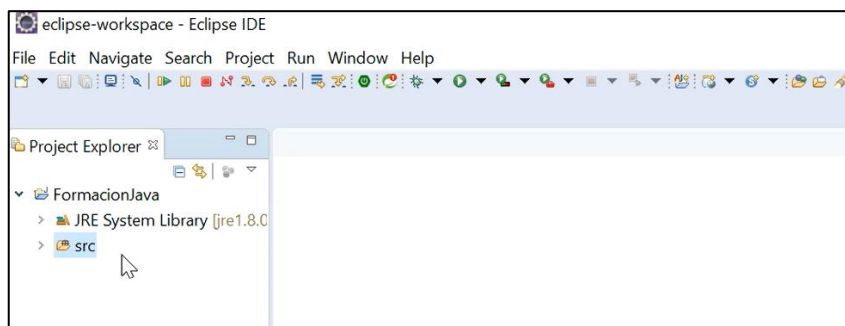 eclipse-workspace - Eclipse IDE
File Edit Navigate Search Project Run Window Help
Project Explorer
FormacionJava
JRE System Library [jre1.8.0
src